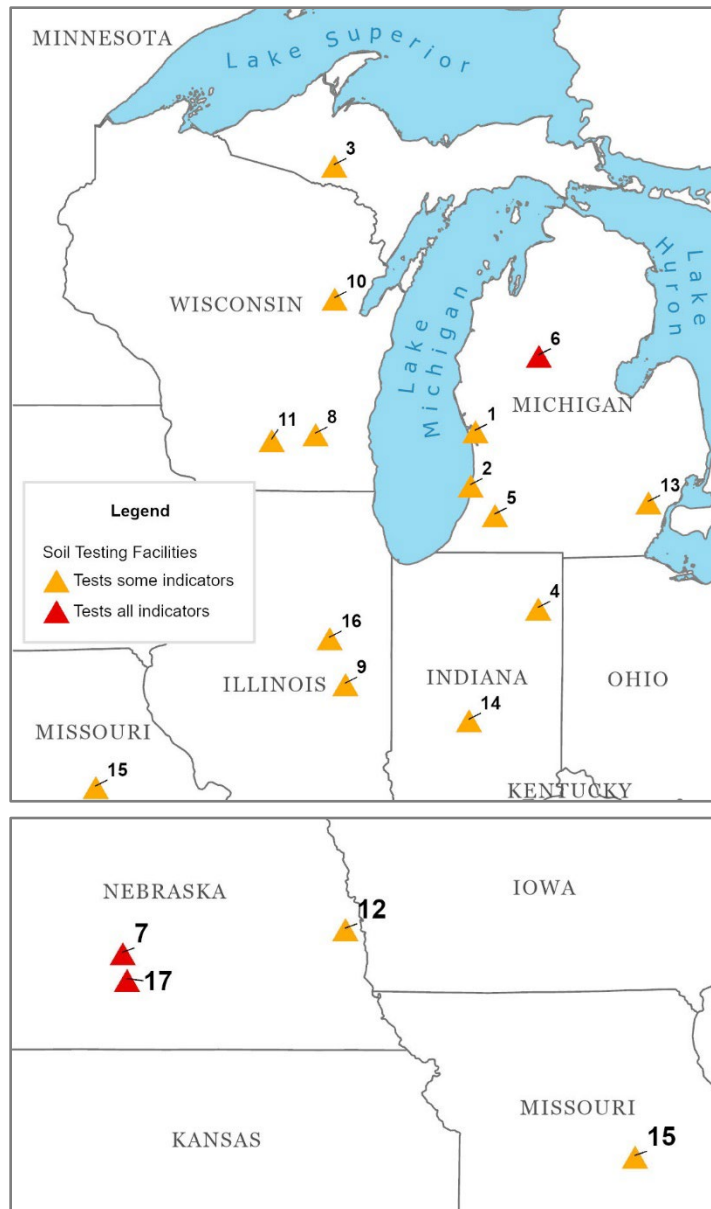 MINNESOTA
Lake Superior
3
10
WISCONSIN
Lake
Michigan
Lake
Huron
6
MICHIGAN
1
11
8
2
5
13
Legend
Soil Testing Facilities
Tests some indicators
Tests all indicators
4
16
9
ILLINOIS
INDIANA
OHIO
14
MISSOURI
15
KENTUCKY
NEBRASKA
IOWA
12
7
17
MISSOURI
KANSAS
15